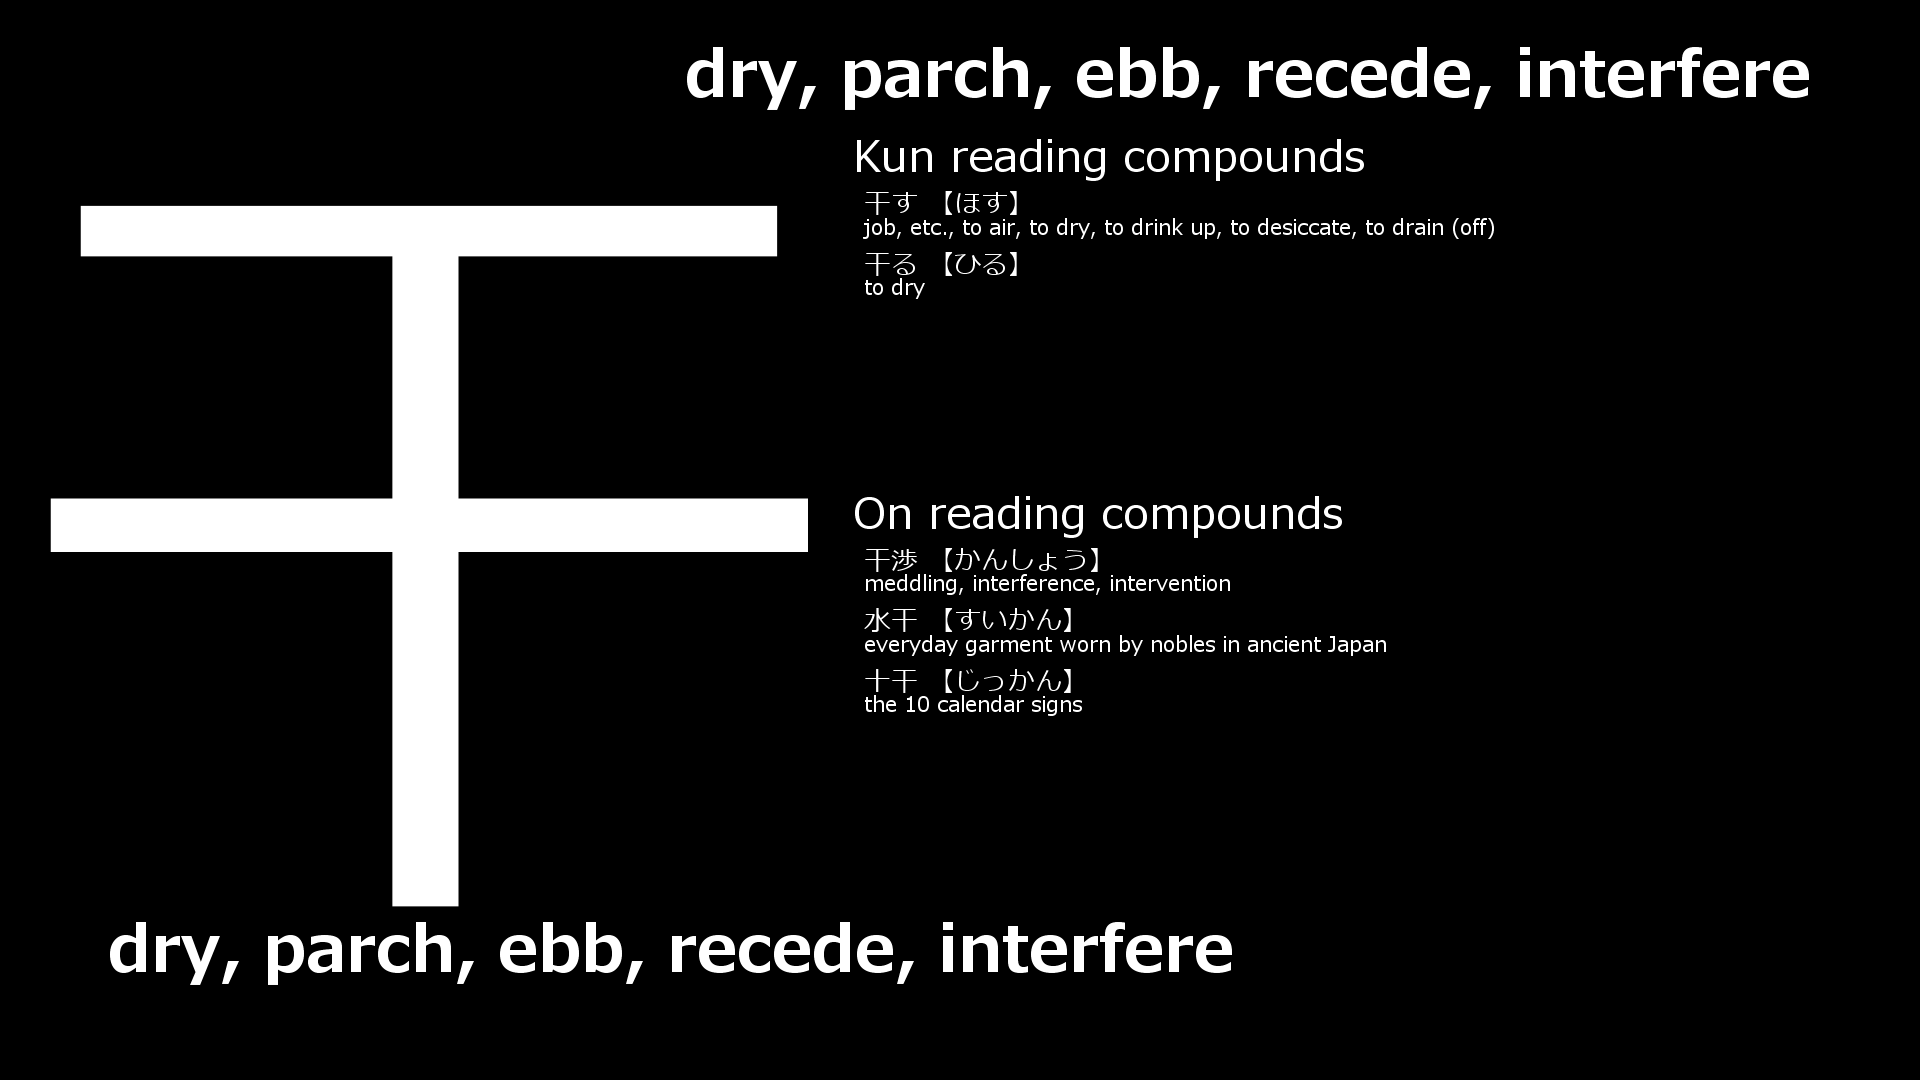 dry, parch, ebb, recede, interfere
干
Kun reading compounds
干す 【ほす】
job, etc., to air, to dry, to drink up, to desiccate, to drain (off)
干る 【ひる】
to dry
On reading compounds
干渉 【かんしょう】
meddling, interference, intervention
水干 【すいかん】
everyday garment worn by nobles in ancient Japan
十干 【じっかん】
the 10 calendar signs
dry, parch, ebb, recede, interfere